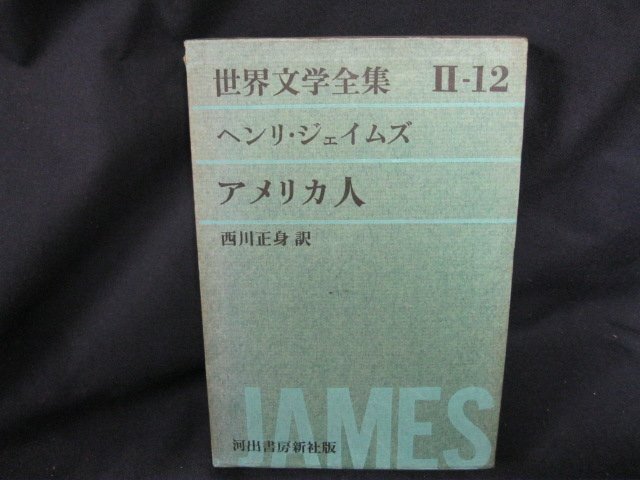 世界文学全集 II-12
ヘンリ・ジェイムズ
アメリカ人
西川正身 訳
JAMES
河出書房新社版